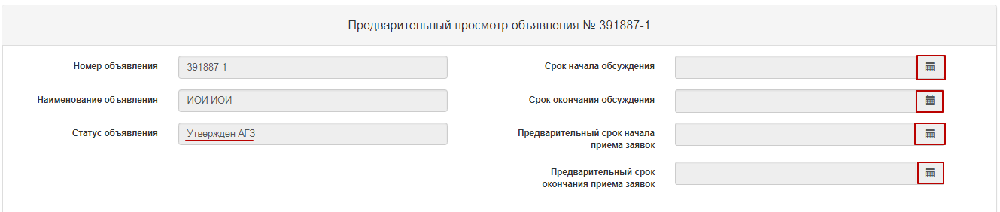 Предварительный просмотр объявления № 391887-1
Номер объявления
391887-1
Наименование объявления
ИОИ ИОИ
Статус объявления
Утвержден АГЗ
Срок начала обсуждения
Срок окончания обсуждения
Предварительный срок начала
приема заявок
Предварительный срок
окончания приема заявок